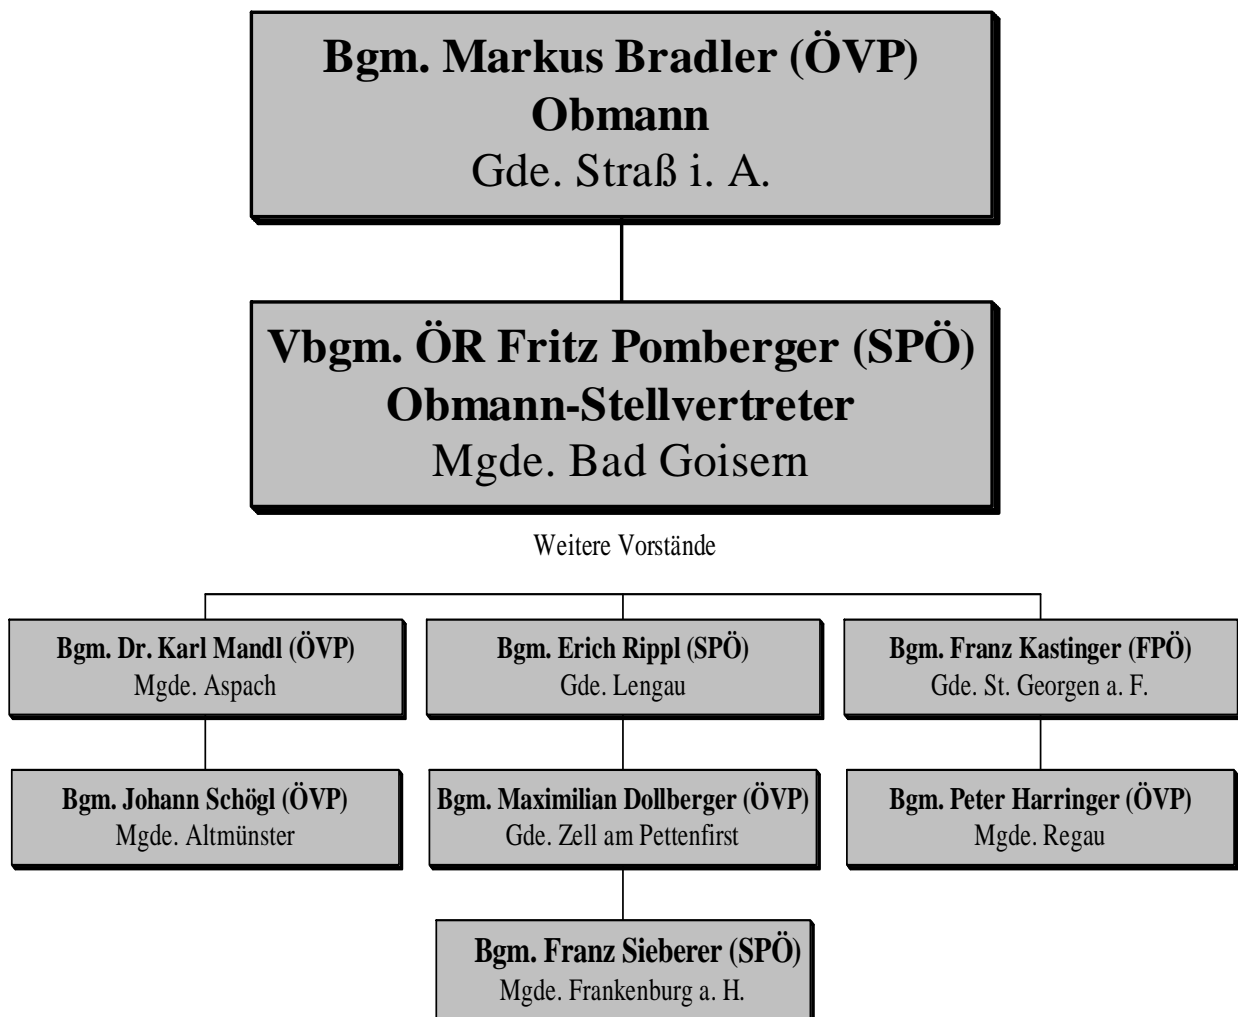 Bgm. Markus Bradler (ÖVP)
Obmann
Gde. Straß i. A.
Vbgm. ÖR Fritz Pomberger (SPÖ)
Obmann-Stellvertreter
Mgde. Bad Goisern
Weitere Vorstände
Bgm. Dr. Karl Mandl (ÖVP)
Mgde. Aspach
Bgm. Erich Rippl (SPÖ)
Gde. Lengau
Bgm. Franz Kastinger (FPÖ)
Gde. St. Georgen a. F.
Bgm. Johann Schögl (ÖVP)
Mgde. Altmünster
Bgm. Maximilian Dollberger (ÖVP)
Gde. Zell am Pettenfirst
Bgm. Peter Harringer (ÖVP)
Mgde. Regau
Bgm. Franz Sieberer (SPÖ)
Mgde. Frankenburg a. H.